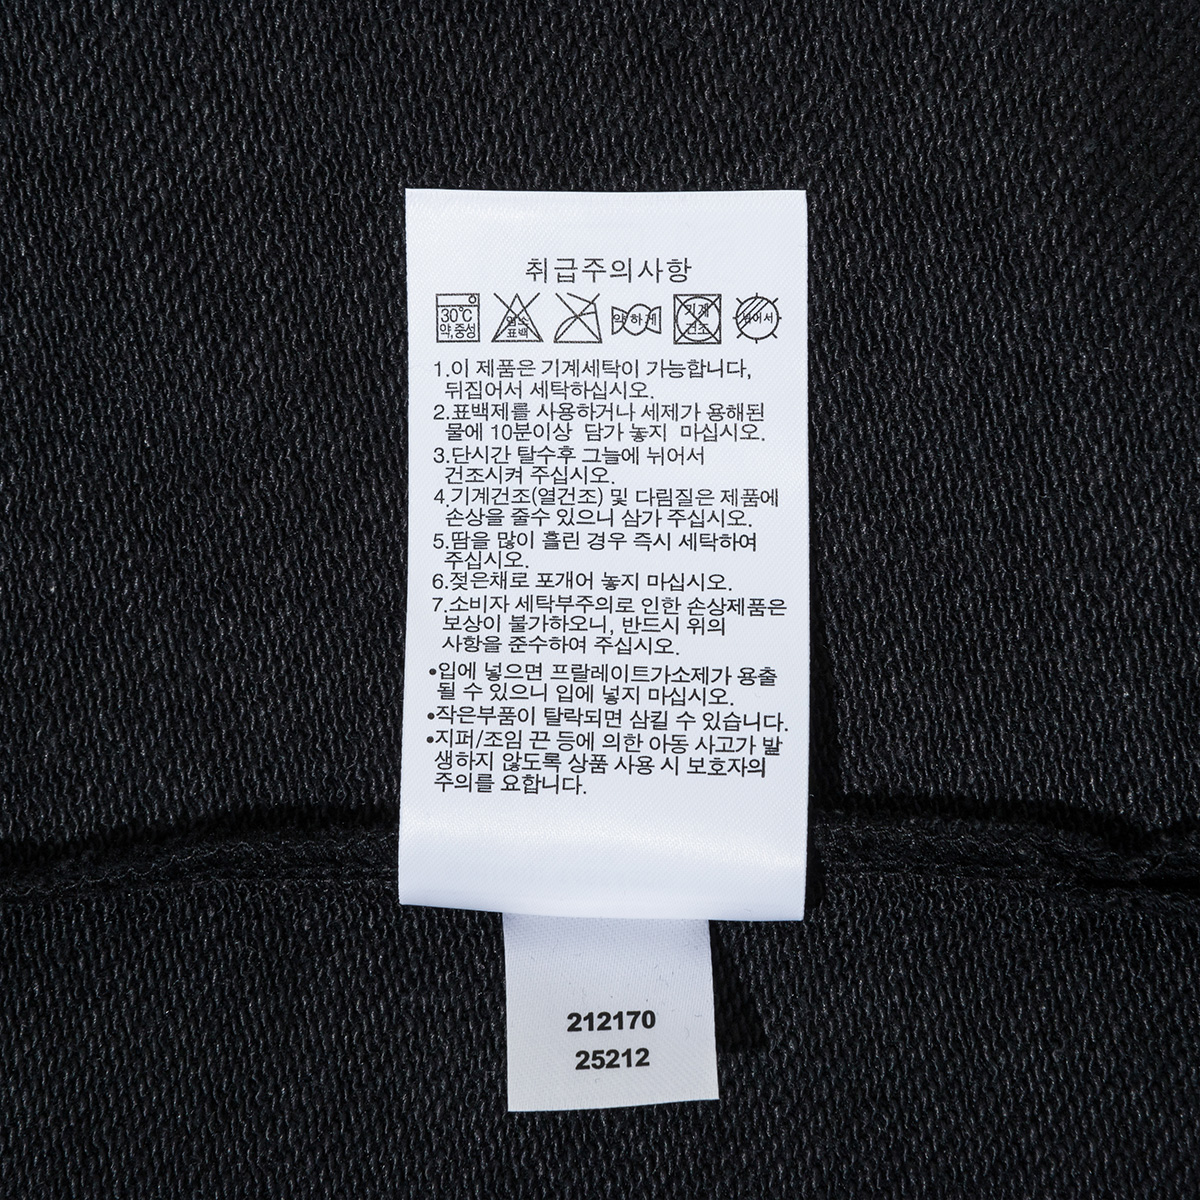 취급주의사항
30℃ 약,중성 염소 표백 약하게 기계 건조 뉘어서
1.이 제품은 기계세탁이 가능합니다,
뒤집어서 세탁하십시오.
2.표백제를 사용하거나 세제가 용해된
물에 10분이상 담가 놓지 마십시오.
3.단시간 탈수후 그늘에 뉘어서
건조시켜 주십시오.
4.기계건조(열건조) 및 다림질은 제품에
손상을 줄수 있으니 삼가 주십시오.
5.땀을 많이 흘린 경우 즉시 세탁하여
주십시오.
6.젖은채로 포개어 놓지 마십시오.
7.소비자 세탁부주의로 인한 손상제품은
보상이 불가하오니, 반드시 위의
사항을 준수하여 주십시오.
•입에 넣으면 프탈레이트가소제가 용출
될 수 있으니 입에 넣지 마십시오.
•작은부품이 탈락되면 삼킬 수 있습니다.
•지퍼/조임 끈 등에 의한 아동 사고가 발
생하지 않도록 상품 사용 시 보호자의
주의를 요합니다.
212170
25212